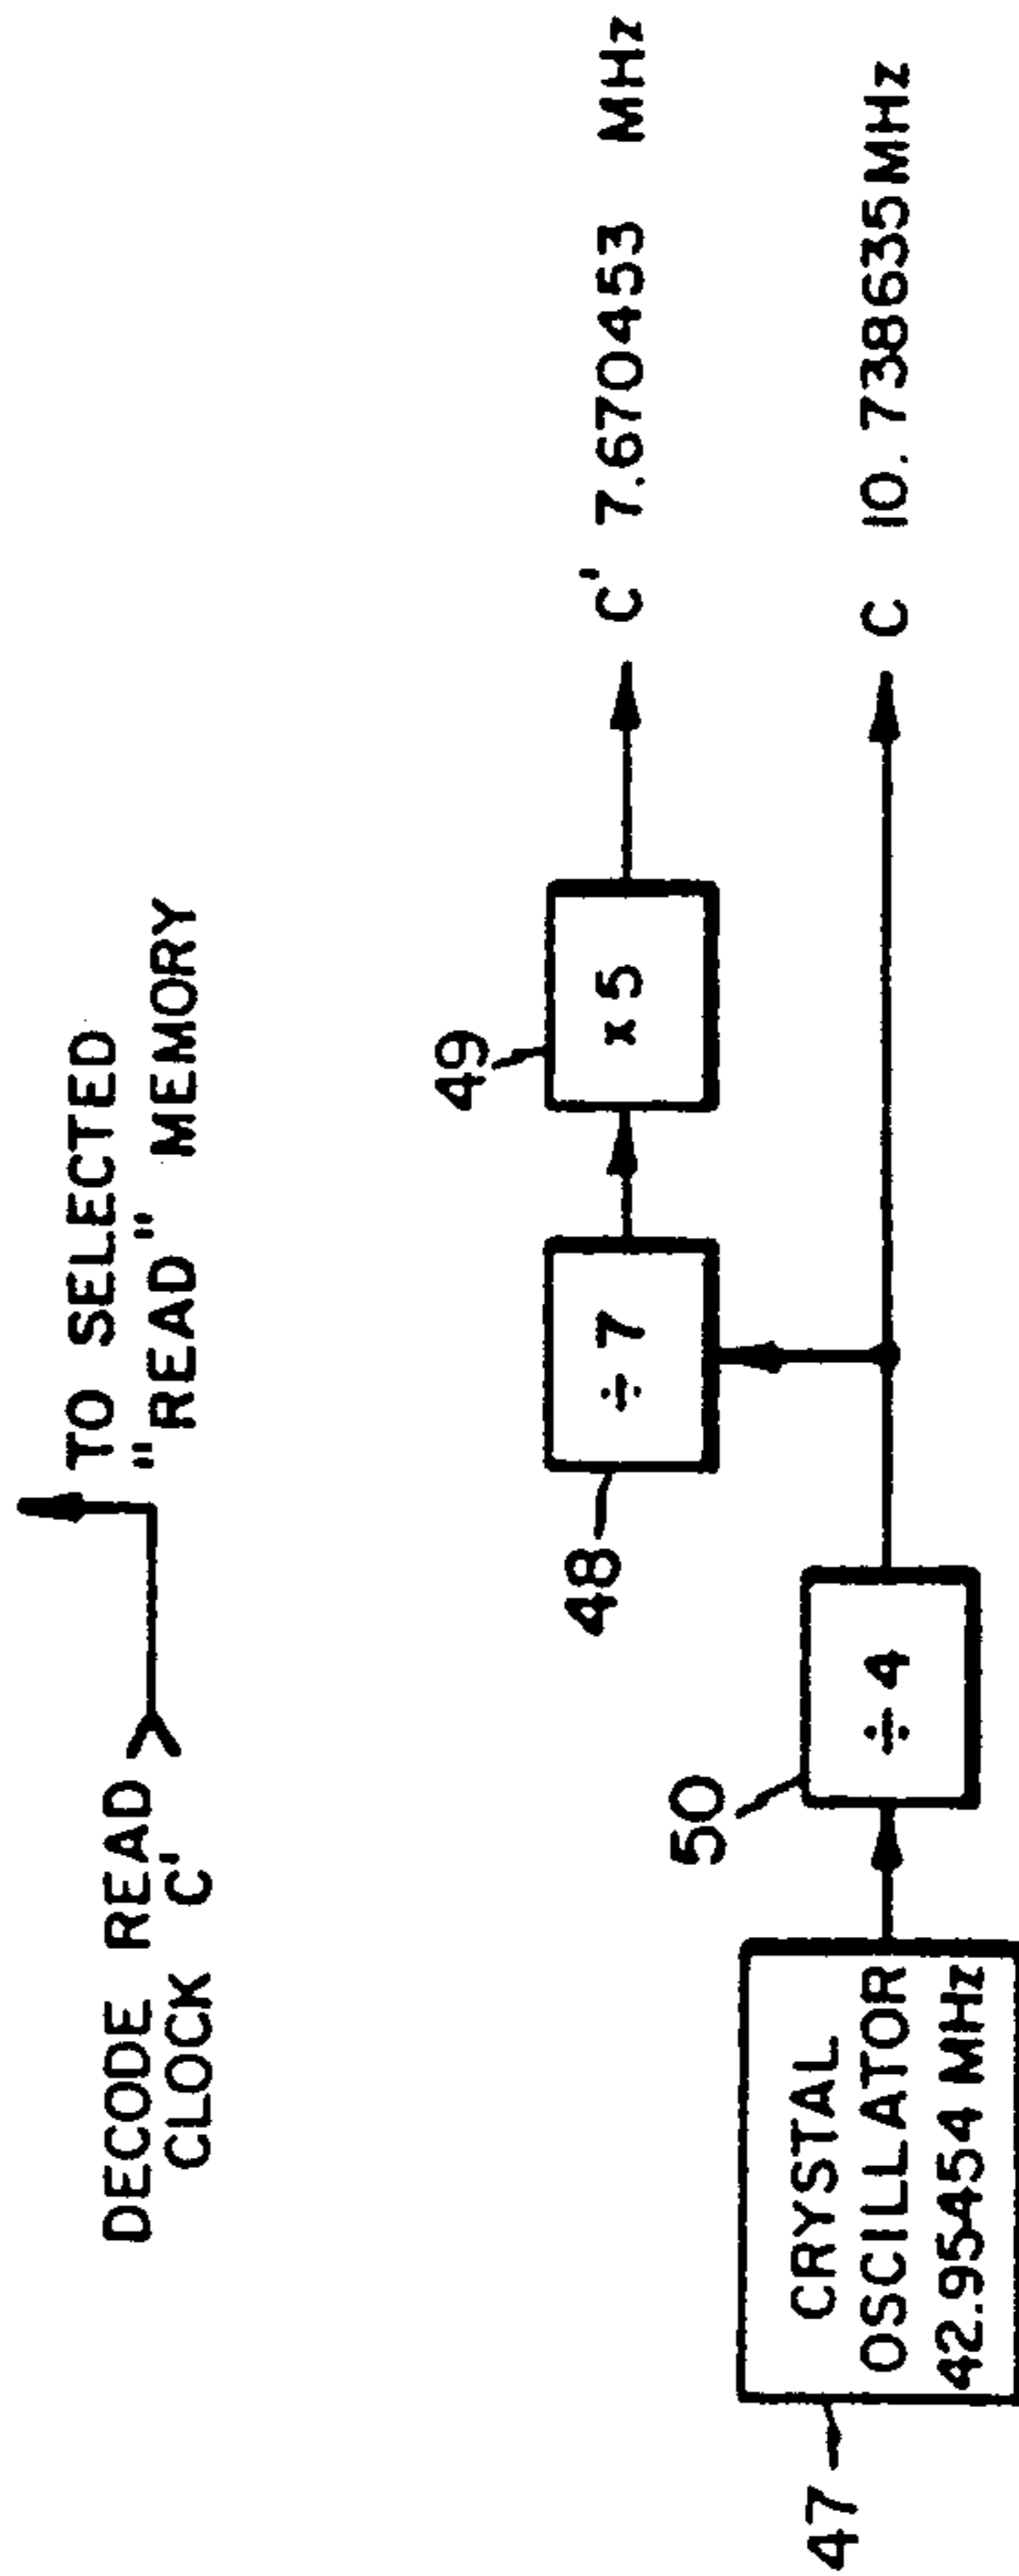 DECODE READ
CLOCK C'
TO SELECTED
"READ" MEMORY
49
48
÷ 7
x 5
C' 7.670453 MHz
50
47
CRYSTAL
OSCILLATOR
42.95454 MHz
÷ 4
C 10.738635 MHz